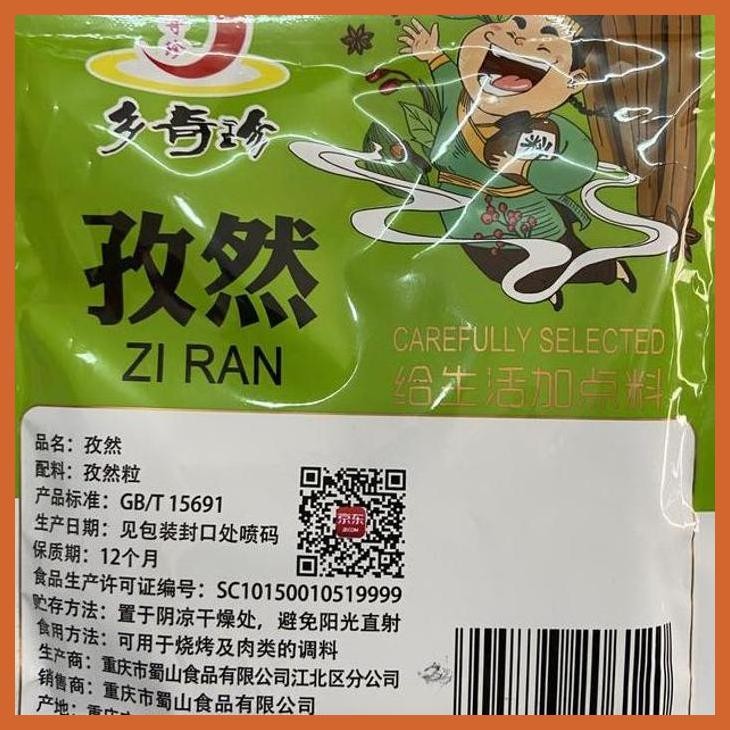 乡奇珍
孜然
ZI RAN
CAREFULLY SELECTED
给生活加点料
品名：孜然
配料：孜然粒
产品标准：GB/T 15691
生产日期：见包装封口处喷码
保质期：12个月
食品生产许可证编号：SC10150010519999
贮存方法：置于阴凉干燥处，避免阳光直射
食用方法：可用于烧烤及肉类的调料
生产商：重庆市蜀山食品有限公司江北区分公司
销售商：重庆市蜀山食品有限公司
产地：重庆
京东
JD.COM